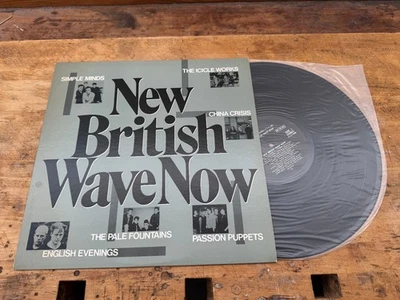 THE ICICLE WORKS
SIMPLE MINDS
New
CHINA CRISIS
British
Wave Now
THE PALE FOUNTAINS
PASSION PUPPETS
ENGLISH EVENINGS